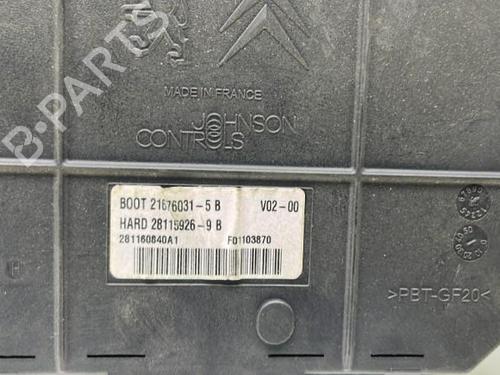 B-PARTS
MADE IN FRANCE
JOHNSON
CONTROLS
BOOT 21676031-5 B V02-00
HARD 28115926-9 B
281160840A1 F01103870
>PBT-GF20<